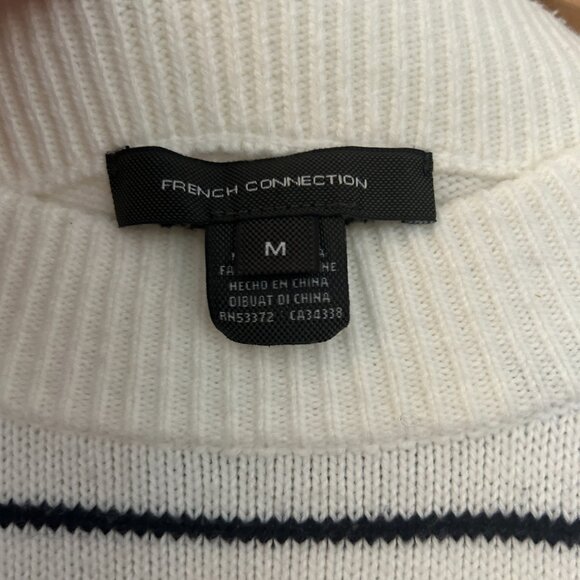 FRENCH CONNECTION
M
HECHO EN CHINA
DIBUAT DI CHINA
RN53372 CA34338